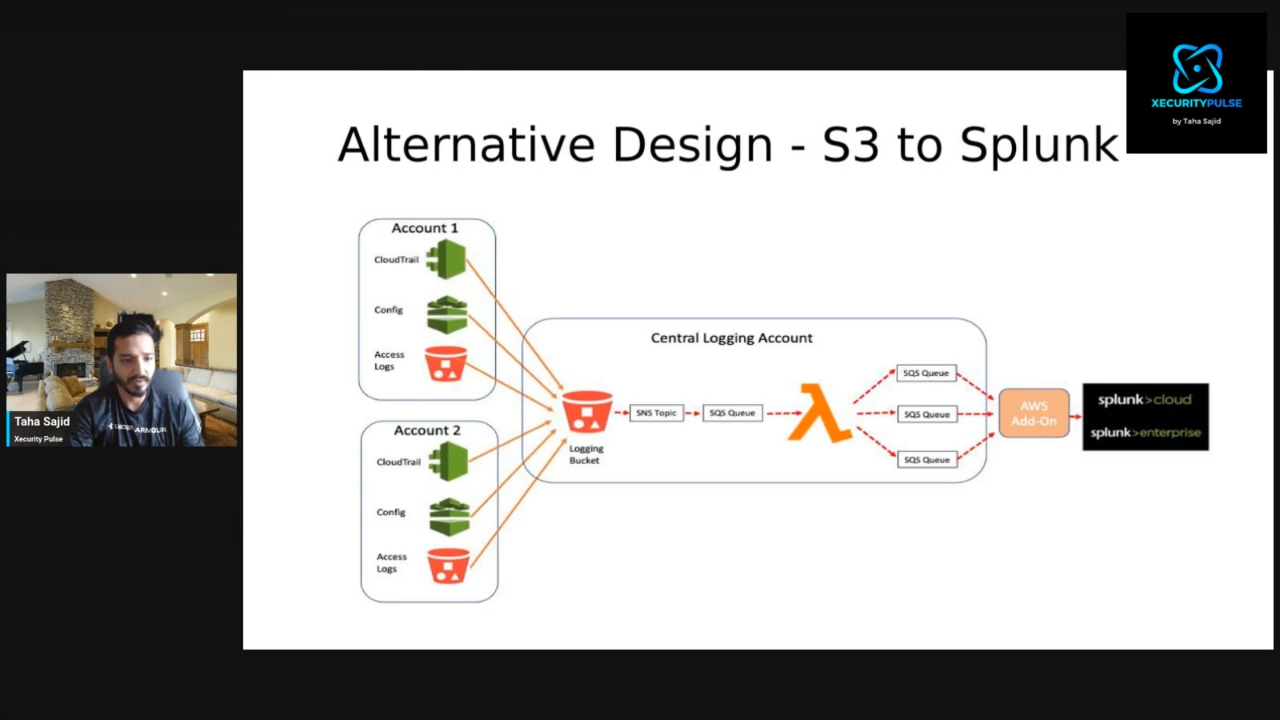 XECURITYPULSE
by Taha Sajid
Alternative Design - S3 to Splunk
Account 1
CloudTrail
Config
Access
Logs
Account 2
CloudTrail
Config
Access
Logs
Central Logging Account
Logging
Bucket
SNS Topic
SQS Queue
SQS Queue
SQS Queue
SQS Queue
AWS
Add-On
splunk>cloud
splunk>enterprise
Taha Sajid
Xecurity Pulse
UNDER ARMOUR